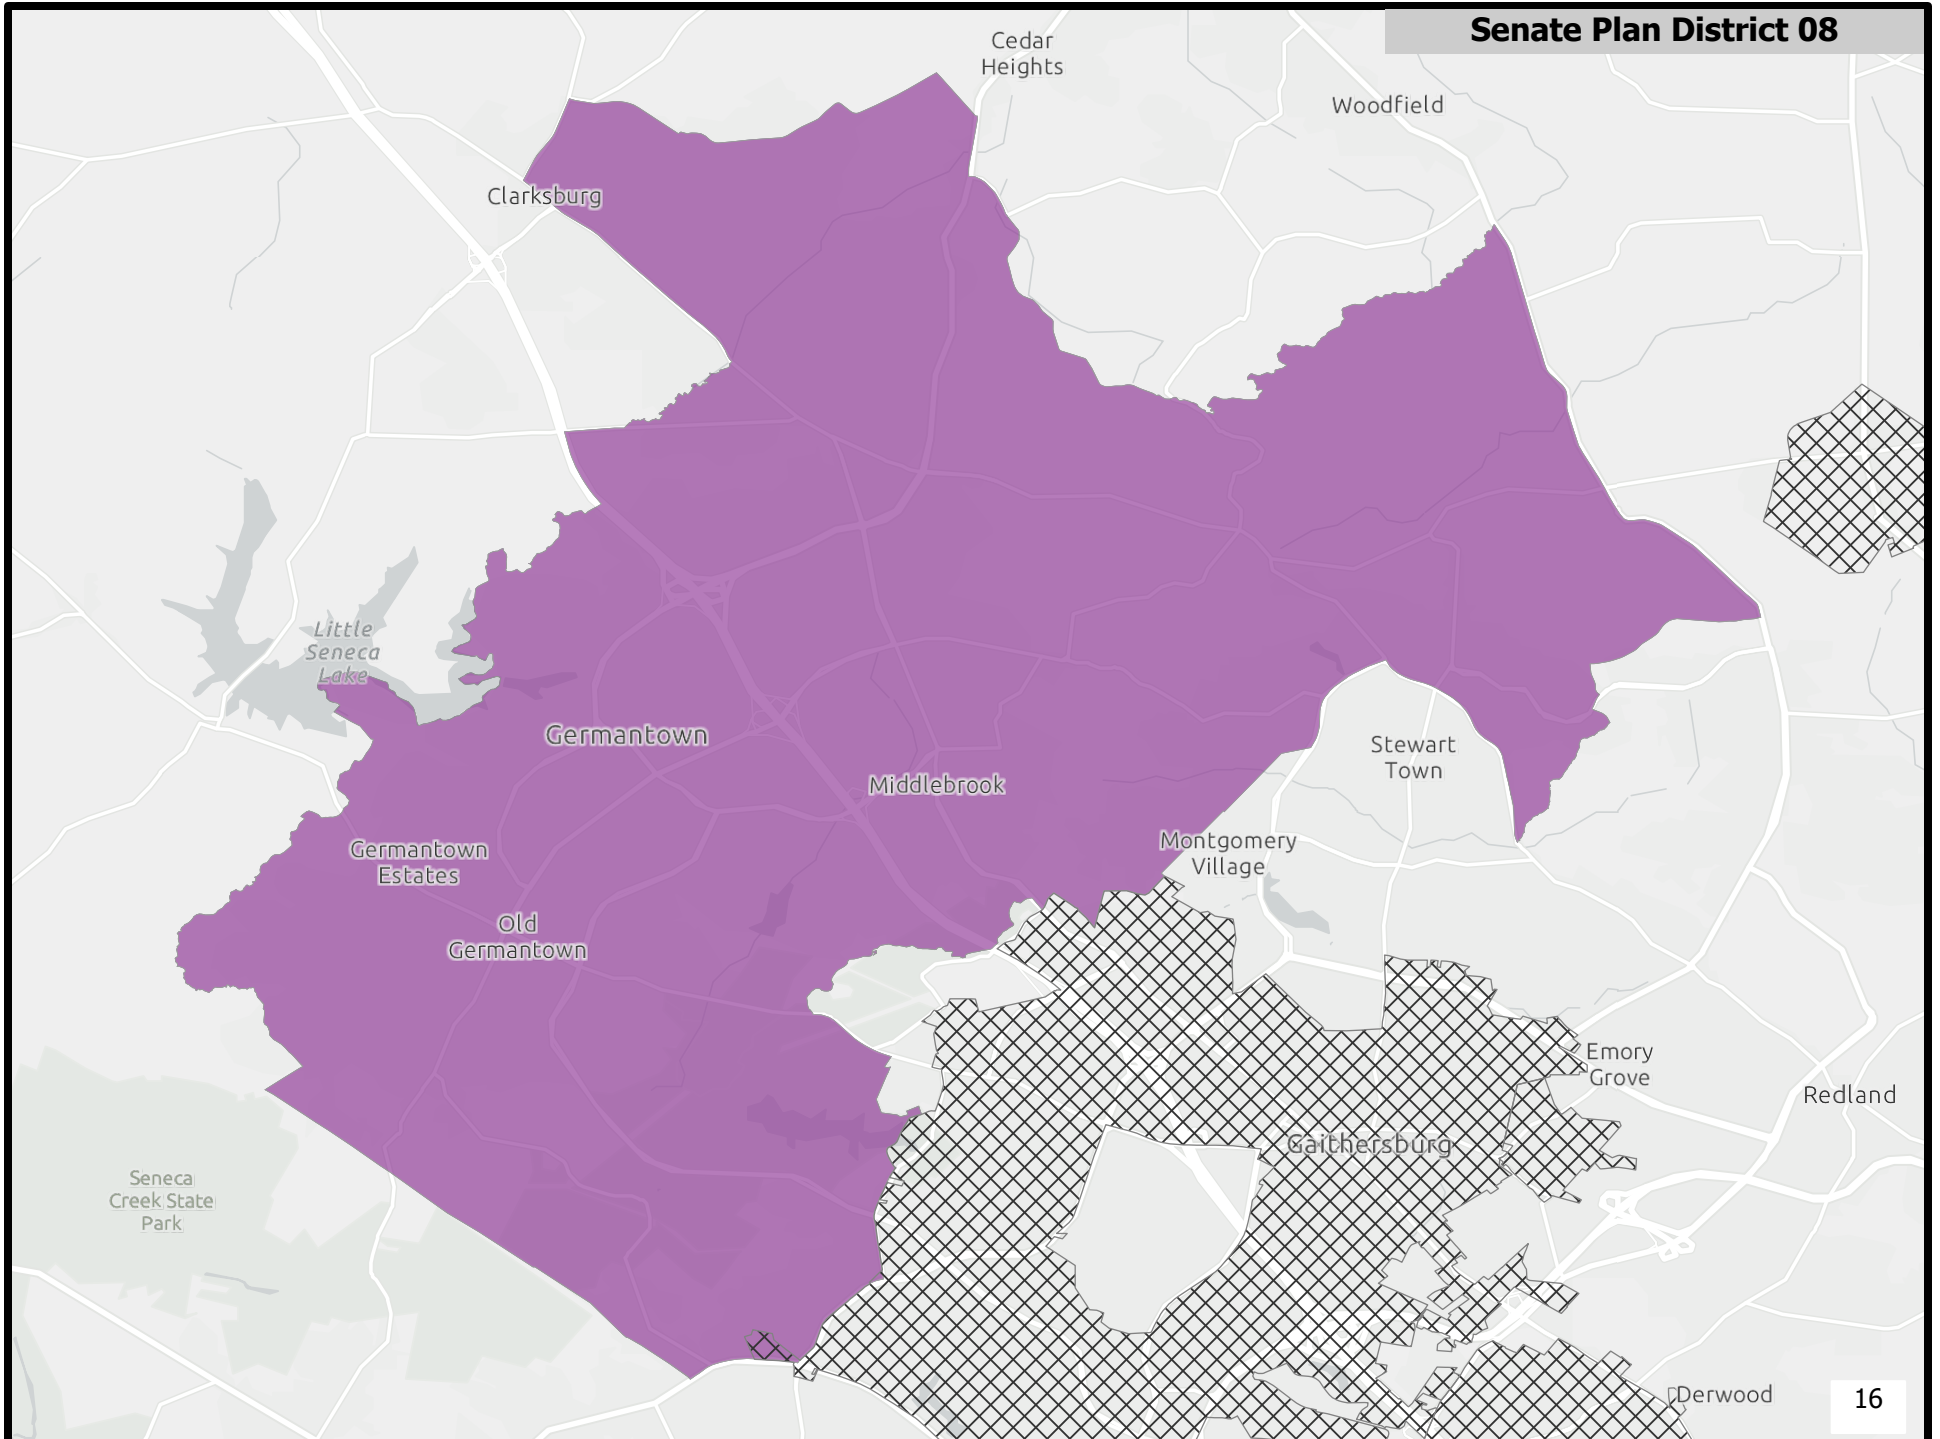 Senate Plan District 08
Cedar
Heights
Woodfield
Clarksburg
Little
Seneca
Lake
Germantown
Stewart
Town
Middlebrook
Montgomery
Village
Germantown
Estates
Old
Germantown
Emory
Grove
Redland
Gaithersburg
Seneca
Creek State
Park
Derwood
16